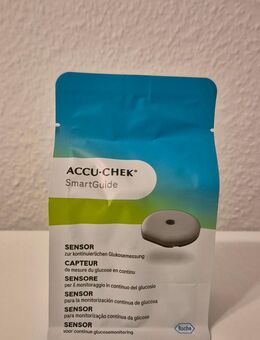 ACCU-CHEK®
SmartGuide
SENSOR
zur kontinuierlichen Glukosemessung
CAPTEUR
de mesure du glucose en continu
SENSORE
per il monitoraggio in continuo del glucosio
SENSOR
para la monitorización continua de glucosa
SENSOR
para monitorização contínua da glicose
SENSOR
voor continue glucosemonitoring
Roche